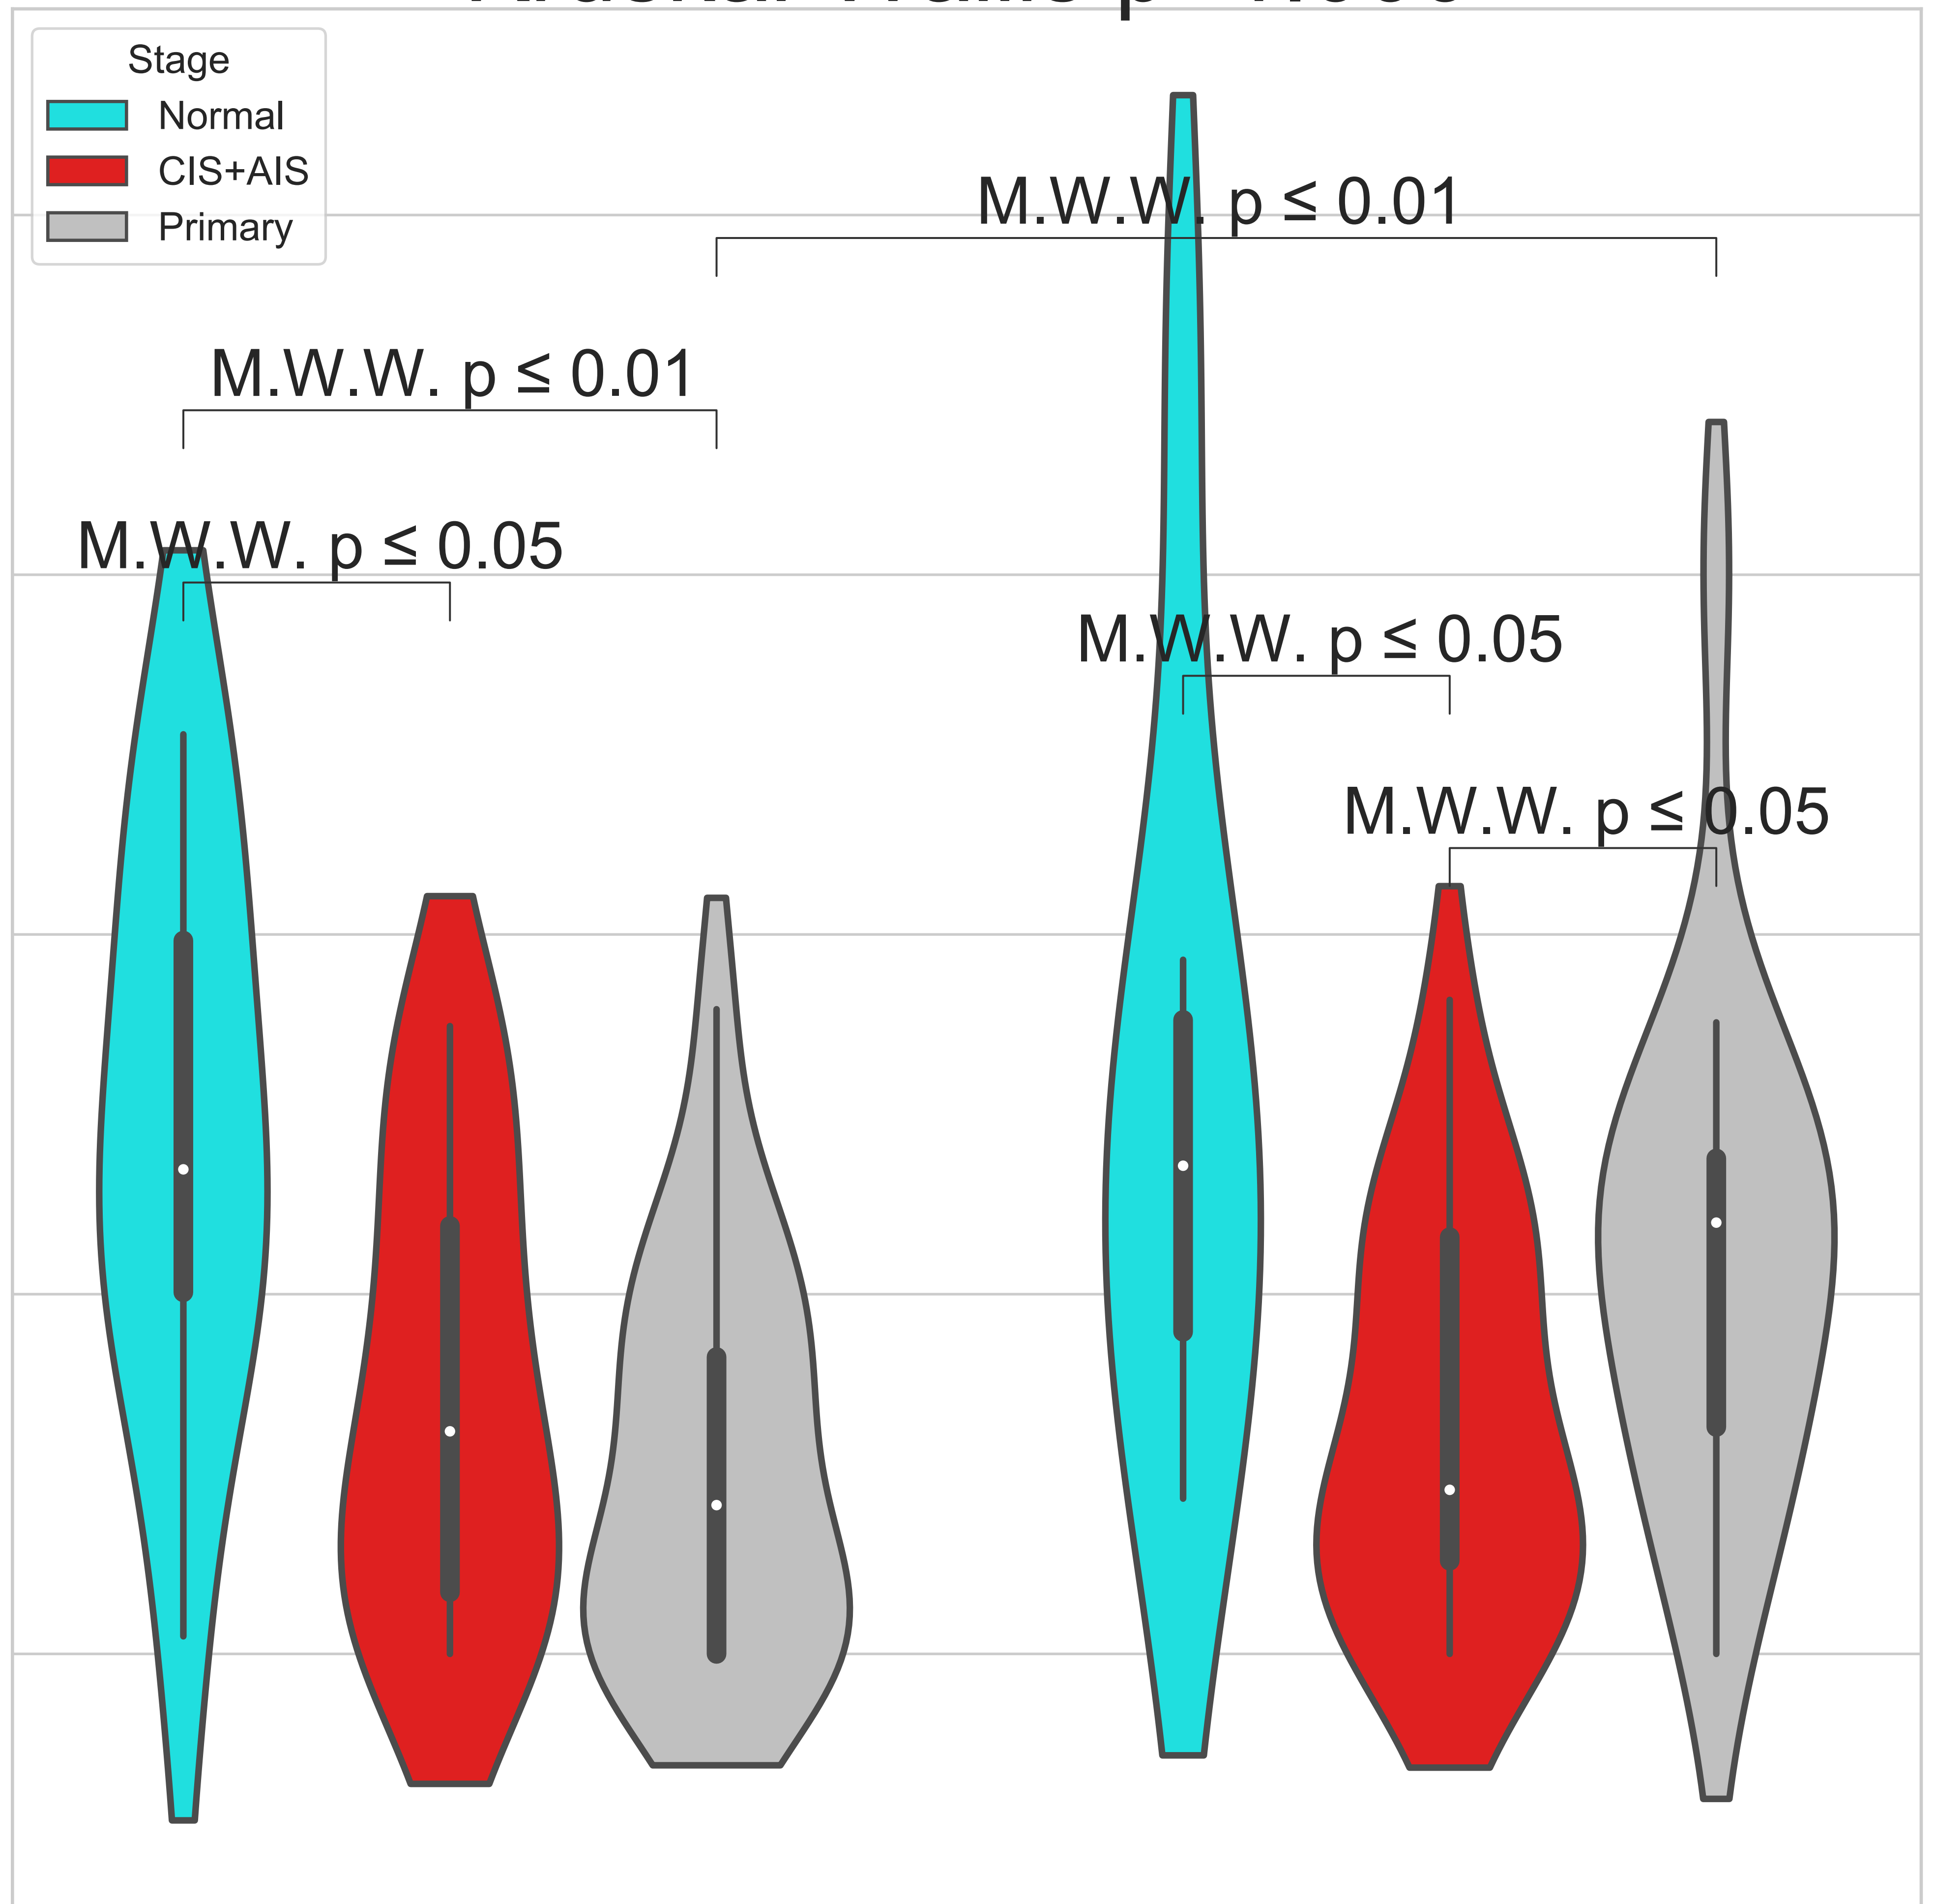 Stage
Normal
CIS+AIS
Primary
M.W.W. p ≤ 0.01
M.W.W. p ≤ 0.01
M.W.W. p ≤ 0.05
M.W.W. p ≤ 0.05
M.W.W. p ≤ 0.05